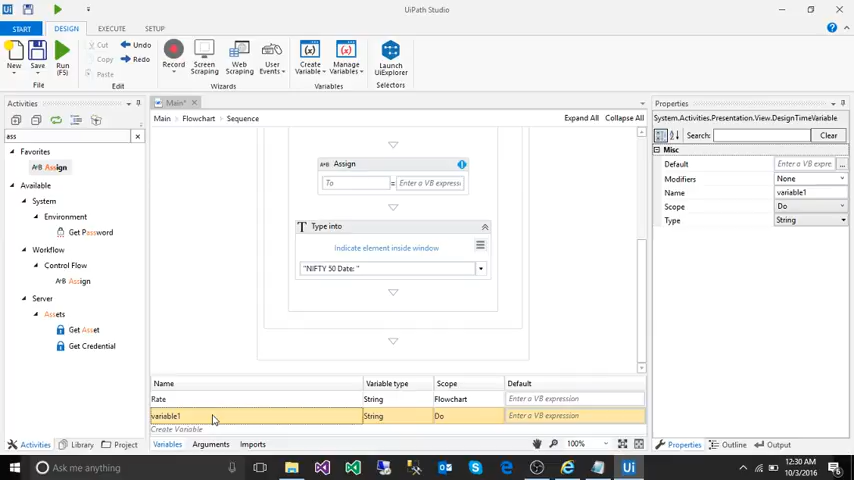 UiPath Studio
START
DESIGN
EXECUTE
SETUP
New
Save
Run
(F5)
Cut
Copy
Paste
Undo
Redo
Record
Screen
Scraping
Web
Scraping
User
Events
Create
Variable
Manage
Variables
Launch
UiExplorer
File
Edit
Wizards
Variables
Selectors
Activities
Main*
Properties
ass
Main
Flowchart
Sequence
Expand All
Collapse All
System.Activities.Presentation.View.DesignTimeVariable
Search:
Clear
Favorites
Assign
Available
System
Environment
Get Password
Workflow
Control Flow
Assign
Server
Assets
Get Asset
Get Credential
Assign
To
=
Enter a VB expressi
Type into
Indicate element inside window
"NIFTY 50 Date: "
Misc
Default
Enter a VB expre
...
Modifiers
None
Name
variable1
Scope
Do
Type
String
Name
Variable type
Scope
Default
Rate
String
Flowchart
Enter a VB expression
variable1
String
Do
Enter a VB expression
Create Variable
Activities
Library
Project
Variables
Arguments
Imports
100%
Properties
Outline
Output
Ask me anything
Ui
12:30 AM
10/3/2016